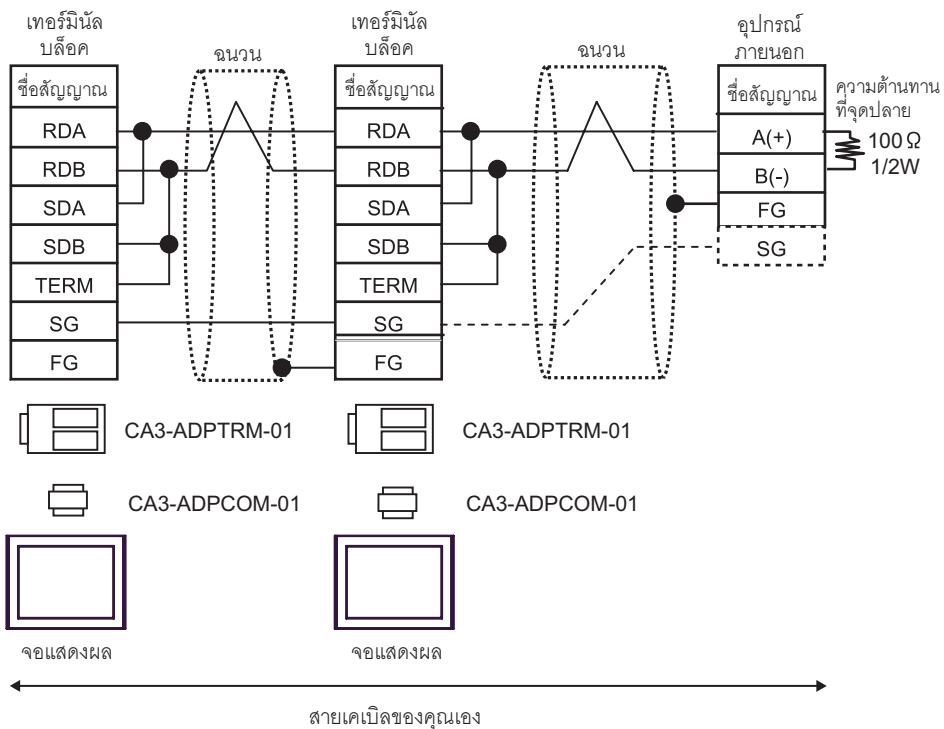 เทอร์มินัล
บล็อค
ฉนวน
เทอร์มินัล
บล็อค
ฉนวน
อุปกรณ์
ภายนอก
ชื่อสัญญาณ
RDA
RDB
SDA
SDB
TERM
SG
FG
ชื่อสัญญาณ
RDA
RDB
SDA
SDB
TERM
SG
FG
ชื่อสัญญาณ
A(+)
B(-)
FG
SG
ความต้านทาน
ที่จุดปลาย
100 Ω
1/2W
CA3-ADPTRM-01
CA3-ADPTRM-01
CA3-ADPCOM-01
CA3-ADPCOM-01
จอแสดงผล
จอแสดงผล
สายเคเบิลของคุณเอง